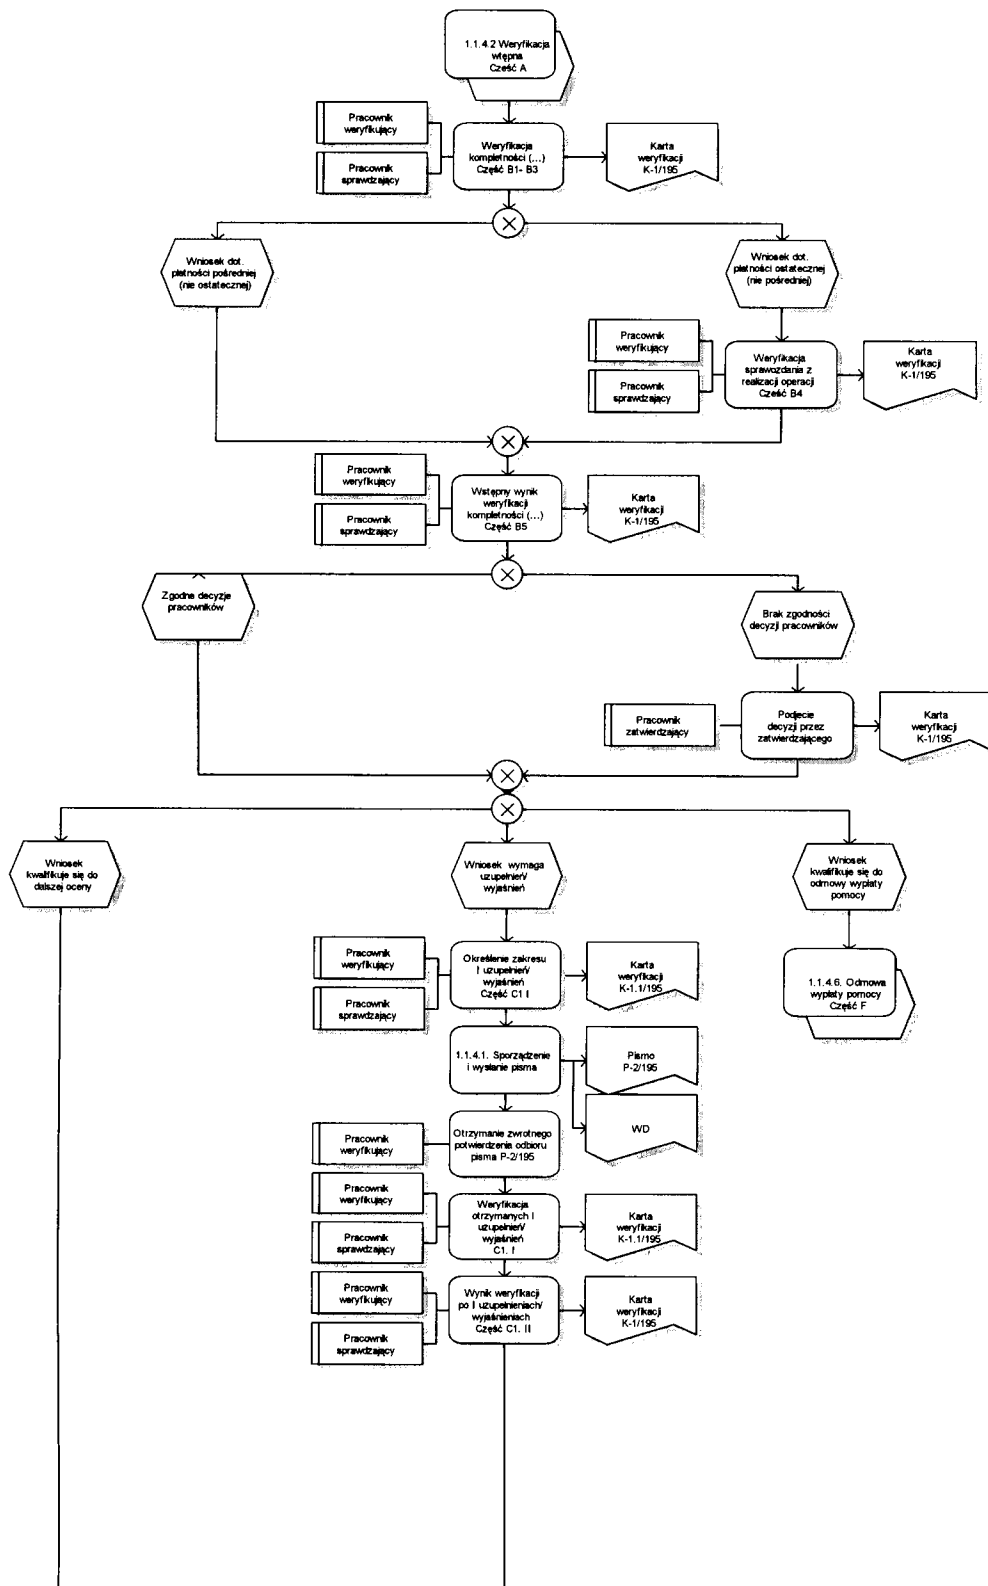 1.1.4.2 Weryfikacja
wtępna
Cześć A
Pracownik
weryfikujący
Pracownik
sprawdzający
Weryfikacja
kompletności (...)
Część B1- B3
Karta
weryfikacji
K-1/195
Wniosek dot.
płatności pośredniej
(nie ostatecznej)
Wniosek dot.
płatności ostatecznej
(nie pośredniej)
Pracownik
weryfikujący
Pracownik
sprawdzający
Weryfikacja
sprawozdania z
realizacji operacji
Cześć B4
Karta
weryfikacji
K-1/195
Pracownik
weryfikujący
Pracownik
sprawdzający
Wstępny wynik
weryfikacji
kompletności (...)
Część B5
Karta
weryfikacji
K-1/195
Zgodne decyzje
pracowników
Brak zgodności
decyzji pracowników
Pracownik
zatwierdzający
Podjecie
decyzji przez
zatwierdzającego
Karta
weryfikacji
K-1/195
Wniosek
kwalifikuje się do
dalszej oceny
Wniosek wymaga
uzupełnień/
wyjaśnień
Wniosek
kwalifikuje się do
odmowy wypłaty
pomocy
Pracownik
weryfikujący
Pracownik
sprawdzający
Określenie zakresu
I uzupełnień/
wyjaśnień
Część C1 I
Karta
weryfikacji
K-1.1/195
1.1.4.6. Odmowa
wypłaty pomocy
Część F
1.1.4.1. Sporządzenie
i wysłanie pisma
Pismo
P-2/195
WD
Pracownik
weryfikujący
Otrzymanie zwrotnego
potwierdzenia odbioru
pisma P-2/195
Pracownik
weryfikujący
Pracownik
sprawdzający
Weryfikacja
otrzymanych I
uzupełnień/
wyjaśnień
C1. I
Karta
weryfikacji
K-1.1/195
Pracownik
weryfikujący
Pracownik
sprawdzający
Wynik weryfikacji
po I uzupełnieniach/
wyjaśnieniach
Część C1. II
Karta
weryfikacji
K-1/195